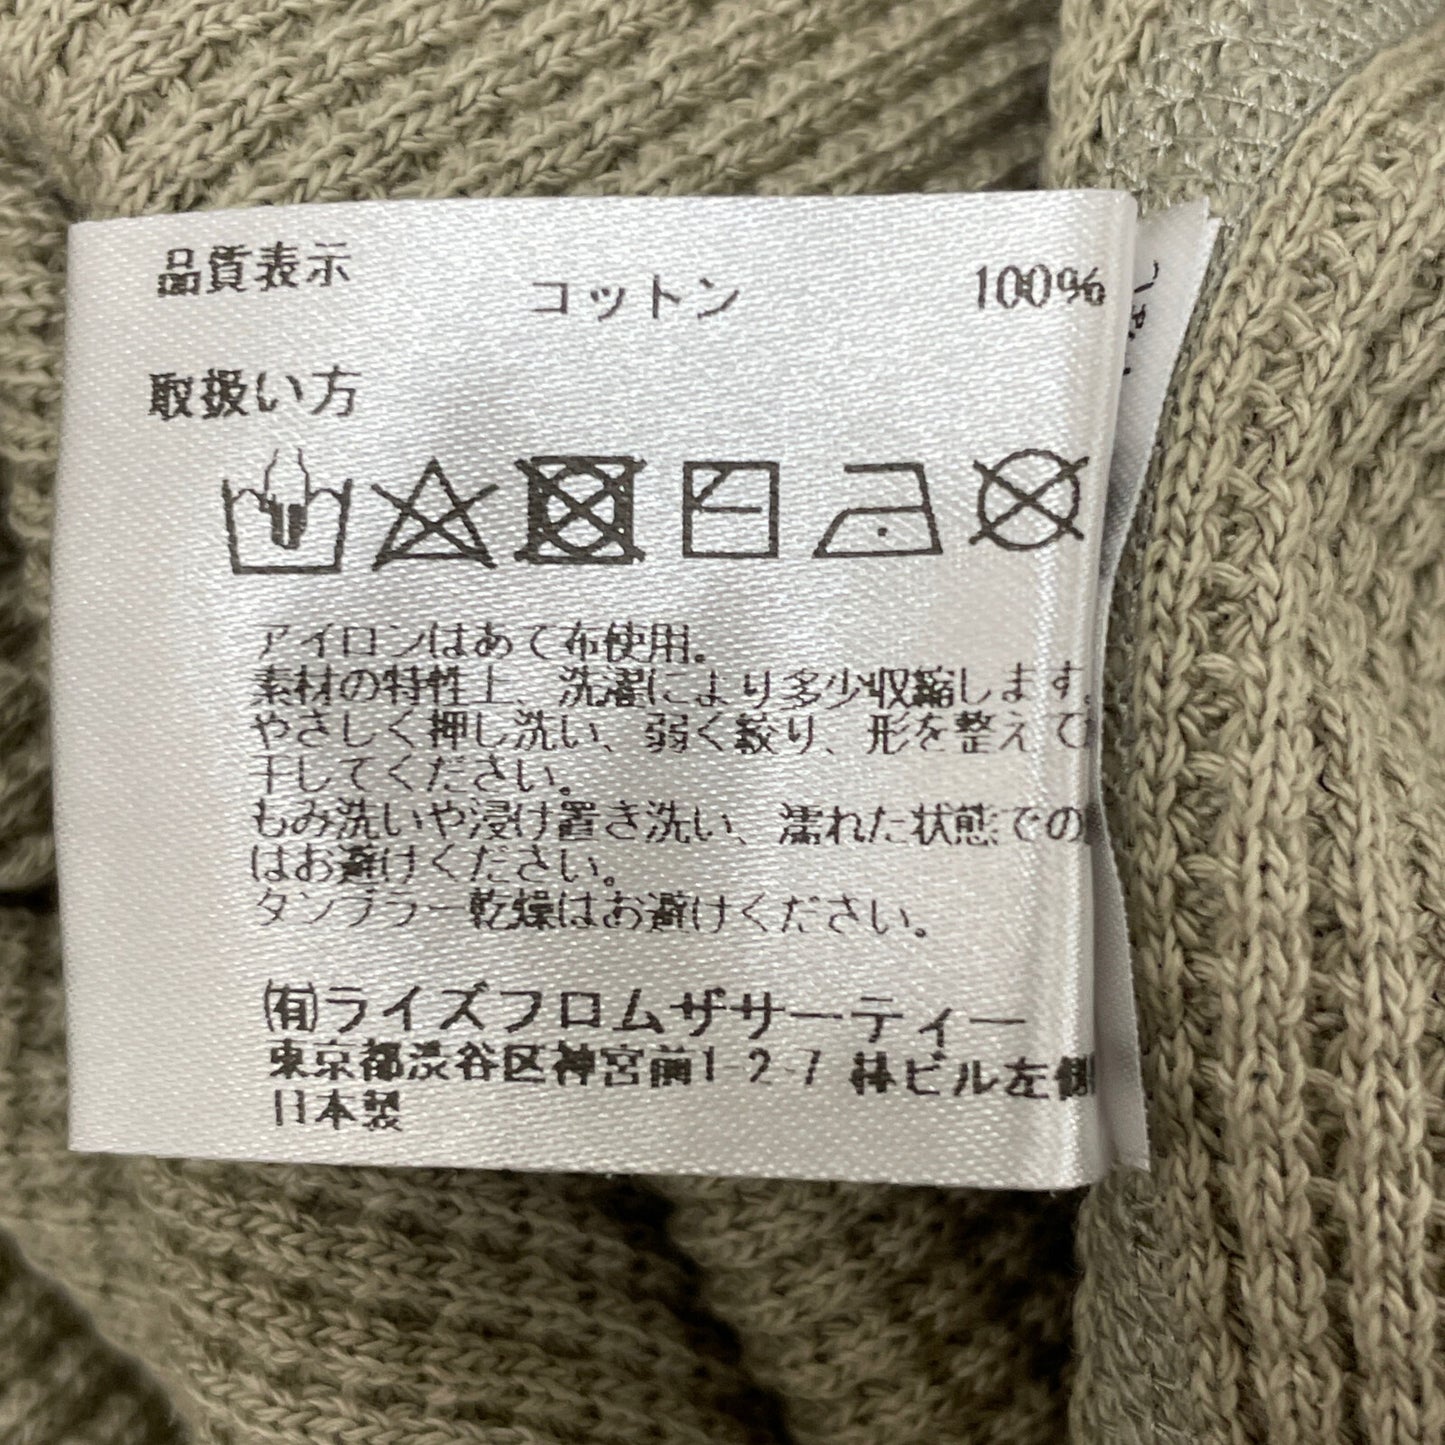 品質表示
コットン 100%
取扱い方
アイロンはあて布使用。
素材の特性上、洗濯により多少収縮します。
やさしく押し洗い、弱く絞り、形を整えて
干してください。
もみ洗いや浸け置き洗い、濡れた状態での
はお避けください。
タンブラー乾燥はお避けください。
(有)ライズフロムザサーティー
東京都渋谷区神宮前1-2-7 林ビル左側
日本製